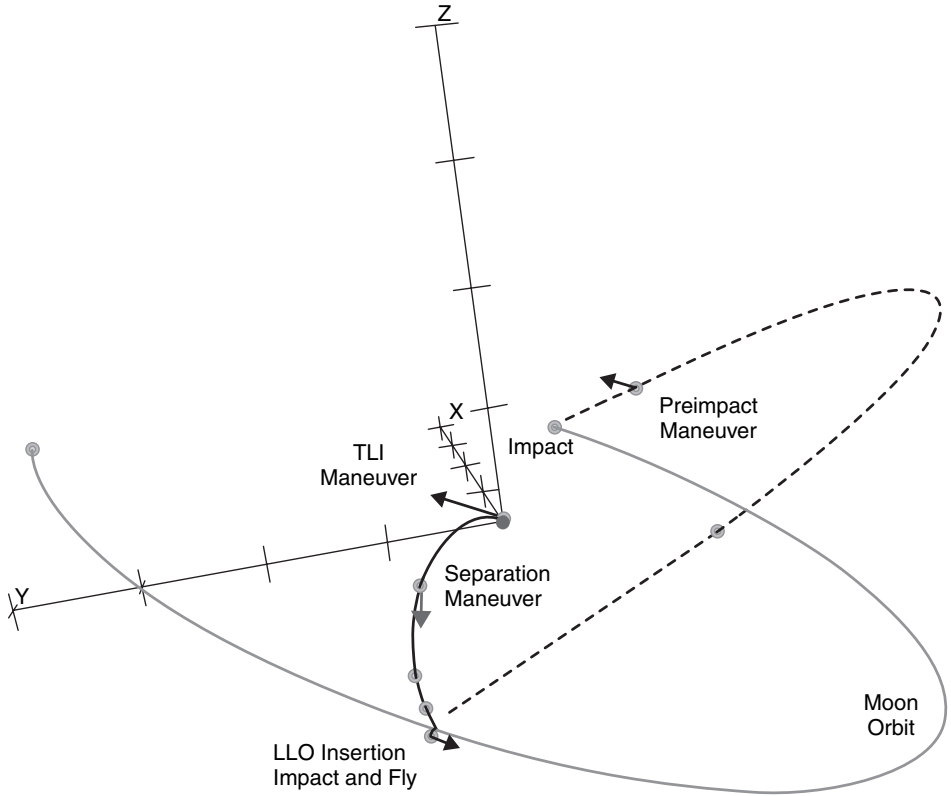 Z
X
TLI
Maneuver
Impact
Preimpact
Maneuver
Separation
Maneuver
Y
Moon
Orbit
LLO Insertion
Impact and Fly